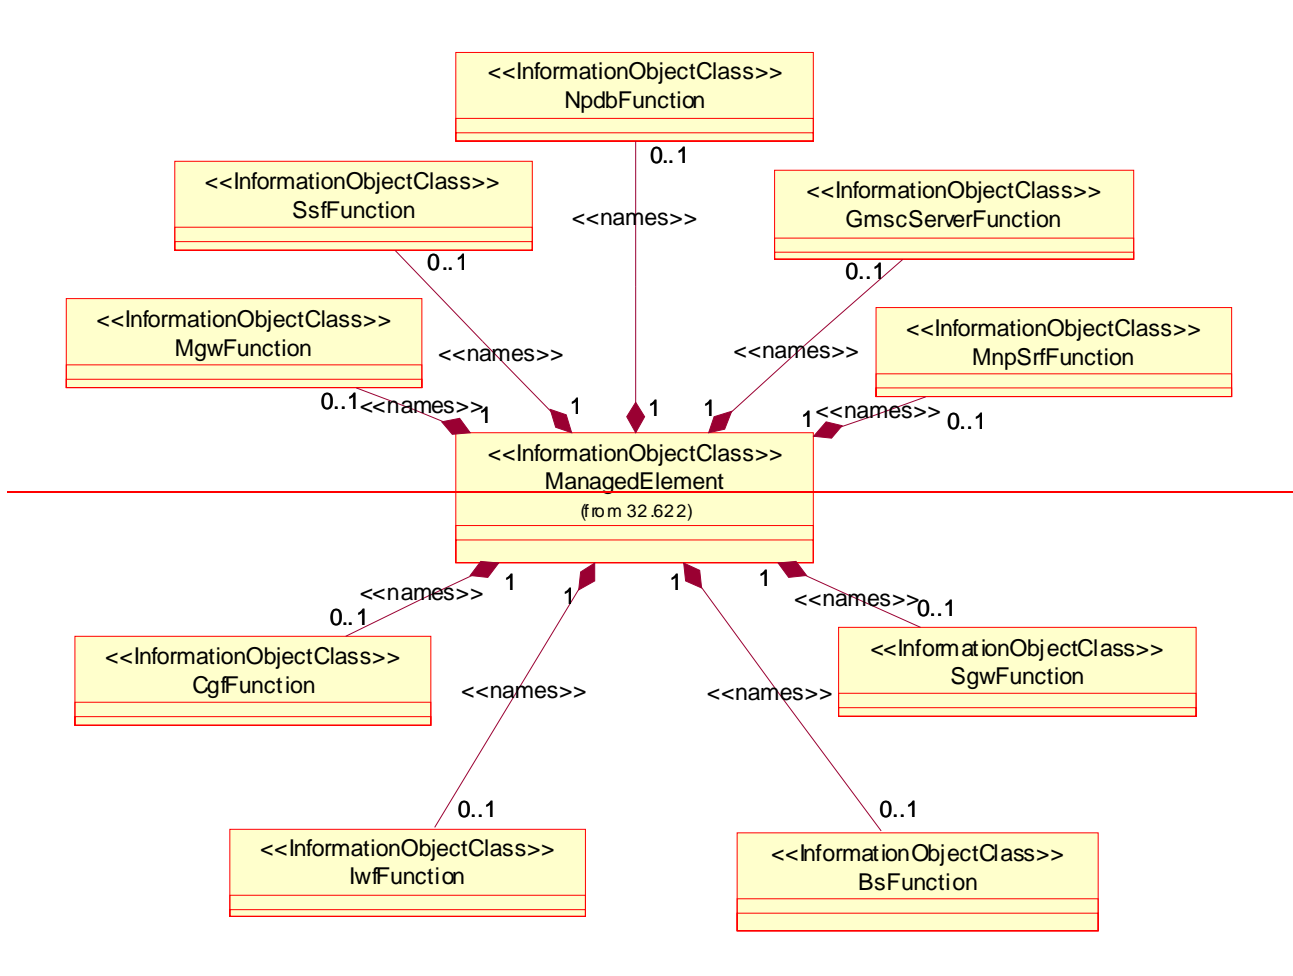 <<InformationObjectClass>>
NpdbFunction
0..1
<<names>>
1
<<InformationObjectClass>>
SsfFunction
0..1
<<names>>
1
<<InformationObjectClass>>
GmscServerFunction
0..1
<<names>>
1
<<InformationObjectClass>>
MgwFunction
0..1
<<names>>
1
<<InformationObjectClass>>
MnpSrfFunction
0..1
<<names>>
1
<<InformationObjectClass>>
ManagedElement
(from 32.622)
1
<<names>>
0..1
<<InformationObjectClass>>
CgfFunction
1
<<names>>
0..1
<<InformationObjectClass>>
IwfFunction
1
<<names>>
0..1
<<InformationObjectClass>>
BsFunction
1
<<names>>
0..1
<<InformationObjectClass>>
SgwFunction